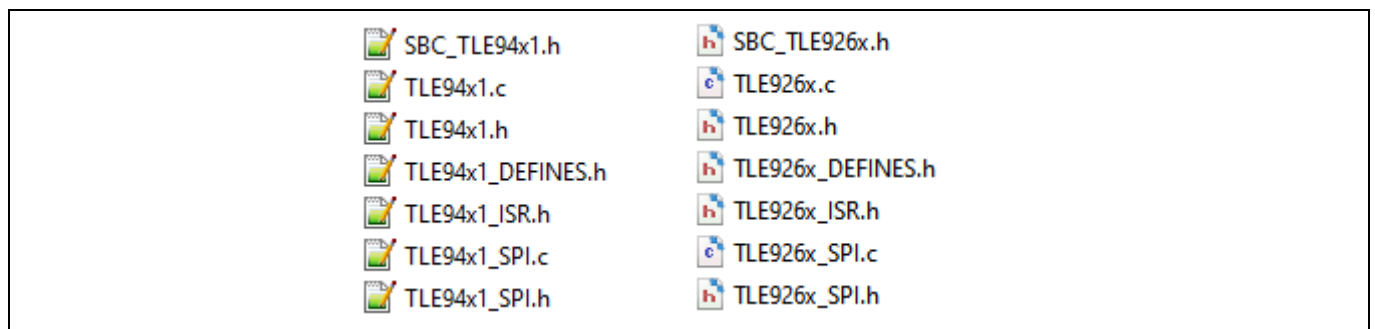 SBC_TLE94x1.h
TLE94x1.c
TLE94x1.h
TLE94x1_DEFINES.h
TLE94x1_ISR.h
TLE94x1_SPI.c
TLE94x1_SPI.h
SBC_TLE926x.h
TLE926x.c
TLE926x.h
TLE926x_DEFINES.h
TLE926x_ISR.h
TLE926x_SPI.c
TLE926x_SPI.h